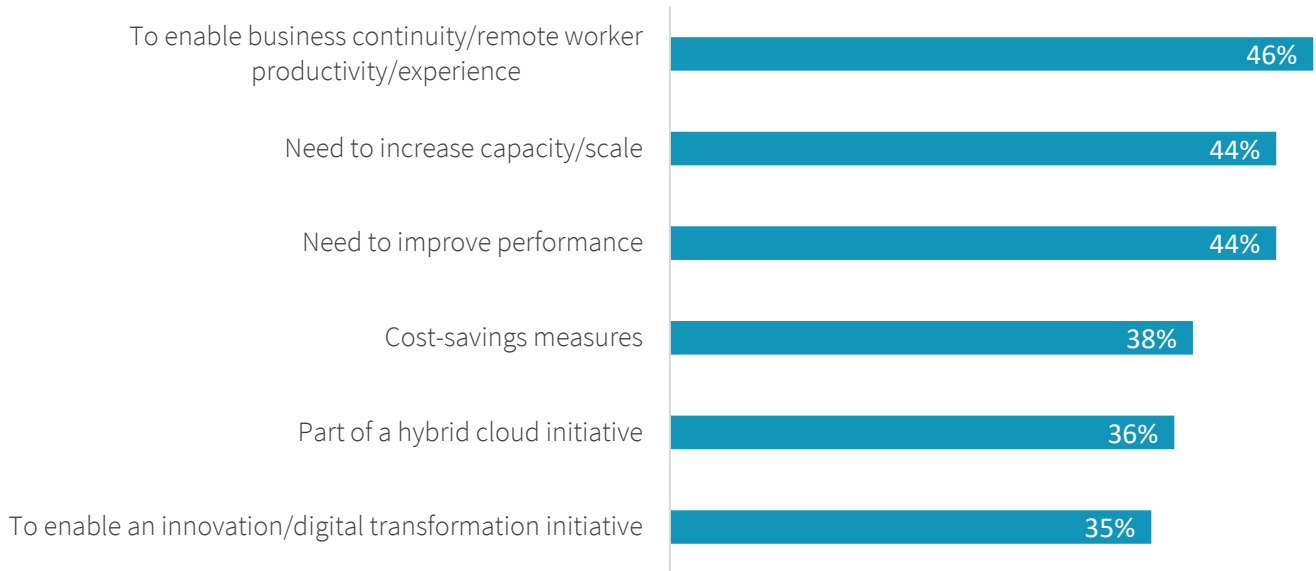 To enable business continuity/remote worker
productivity/experience
46%
Need to increase capacity/scale
44%
Need to improve performance
44%
Cost-savings measures
38%
Part of a hybrid cloud initiative
36%
To enable an innovation/digital transformation initiative
35%